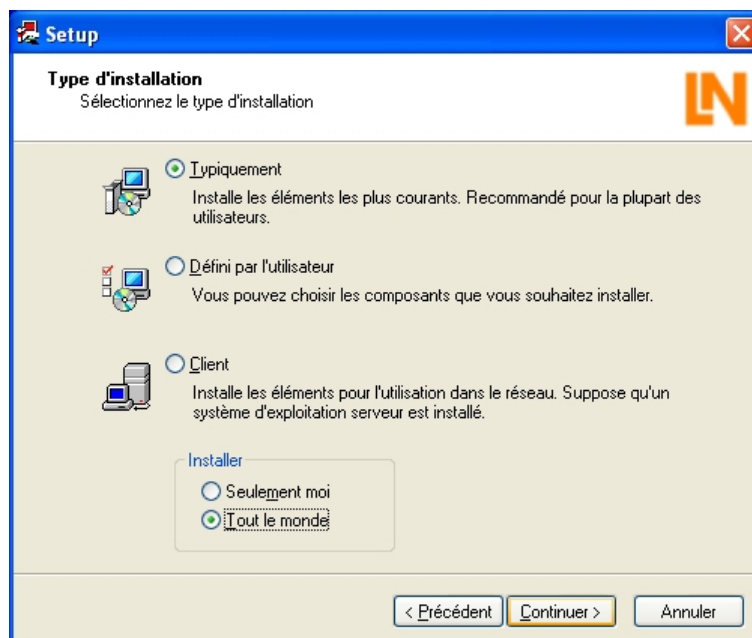 Setup
Type d'installation
Sélectionnez le type d'installation
LN
Typiquement
Installe les éléments les plus courants. Recommandé pour la plupart des
utilisateurs.
Défini par l'utilisateur
Vous pouvez choisir les composants que vous souhaitez installer.
Client
Installe les éléments pour l'utilisation dans le réseau. Suppose qu'un
système d'exploitation serveur est installé.
Installer
Seulement moi
Tout le monde
< Précédent
Continuer >
Annuler